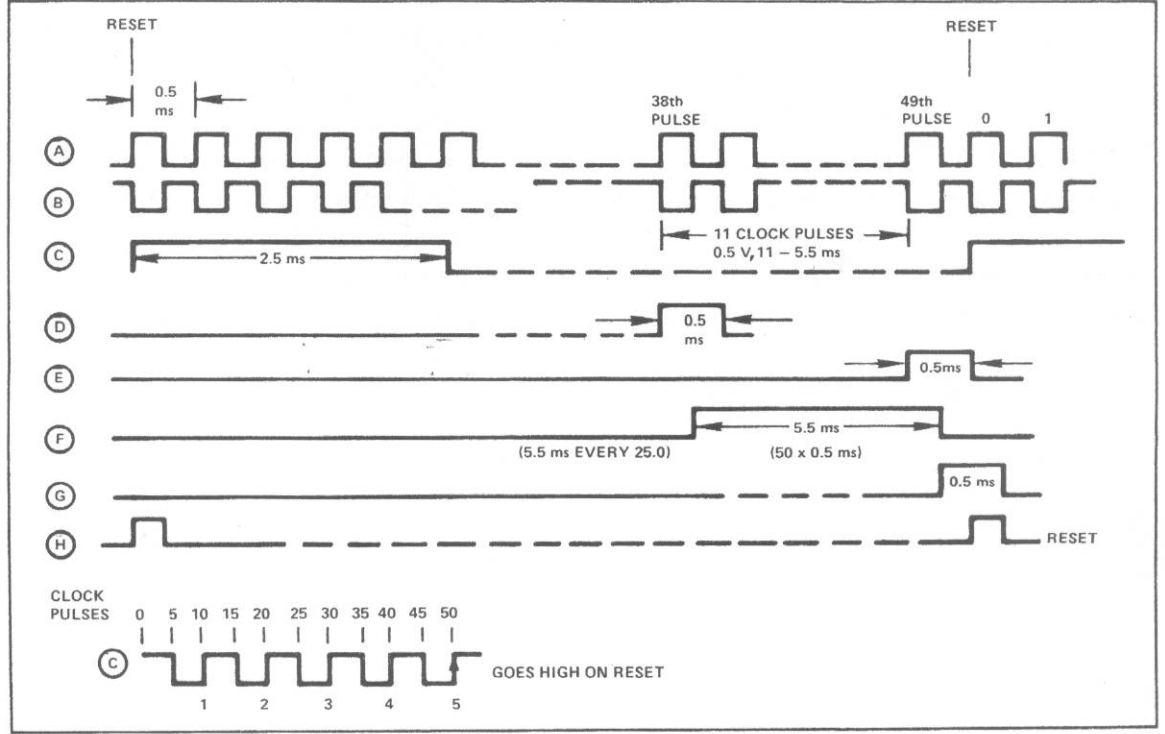 RESET
RESET
0.5
ms
38th
PULSE
49th
PULSE
0
1
A
B
11 CLOCK PULSES
0.5 V, 11 – 5.5 ms
C
2.5 ms
D
0.5
ms
E
0.5ms
F
5.5 ms
(5.5 ms EVERY 25.0)
(50 x 0.5 ms)
G
0.5 ms
H
RESET
CLOCK
PULSES 0 5 10 15 20 25 30 35 40 45 50
C
GOES HIGH ON RESET
1 2 3 4 5